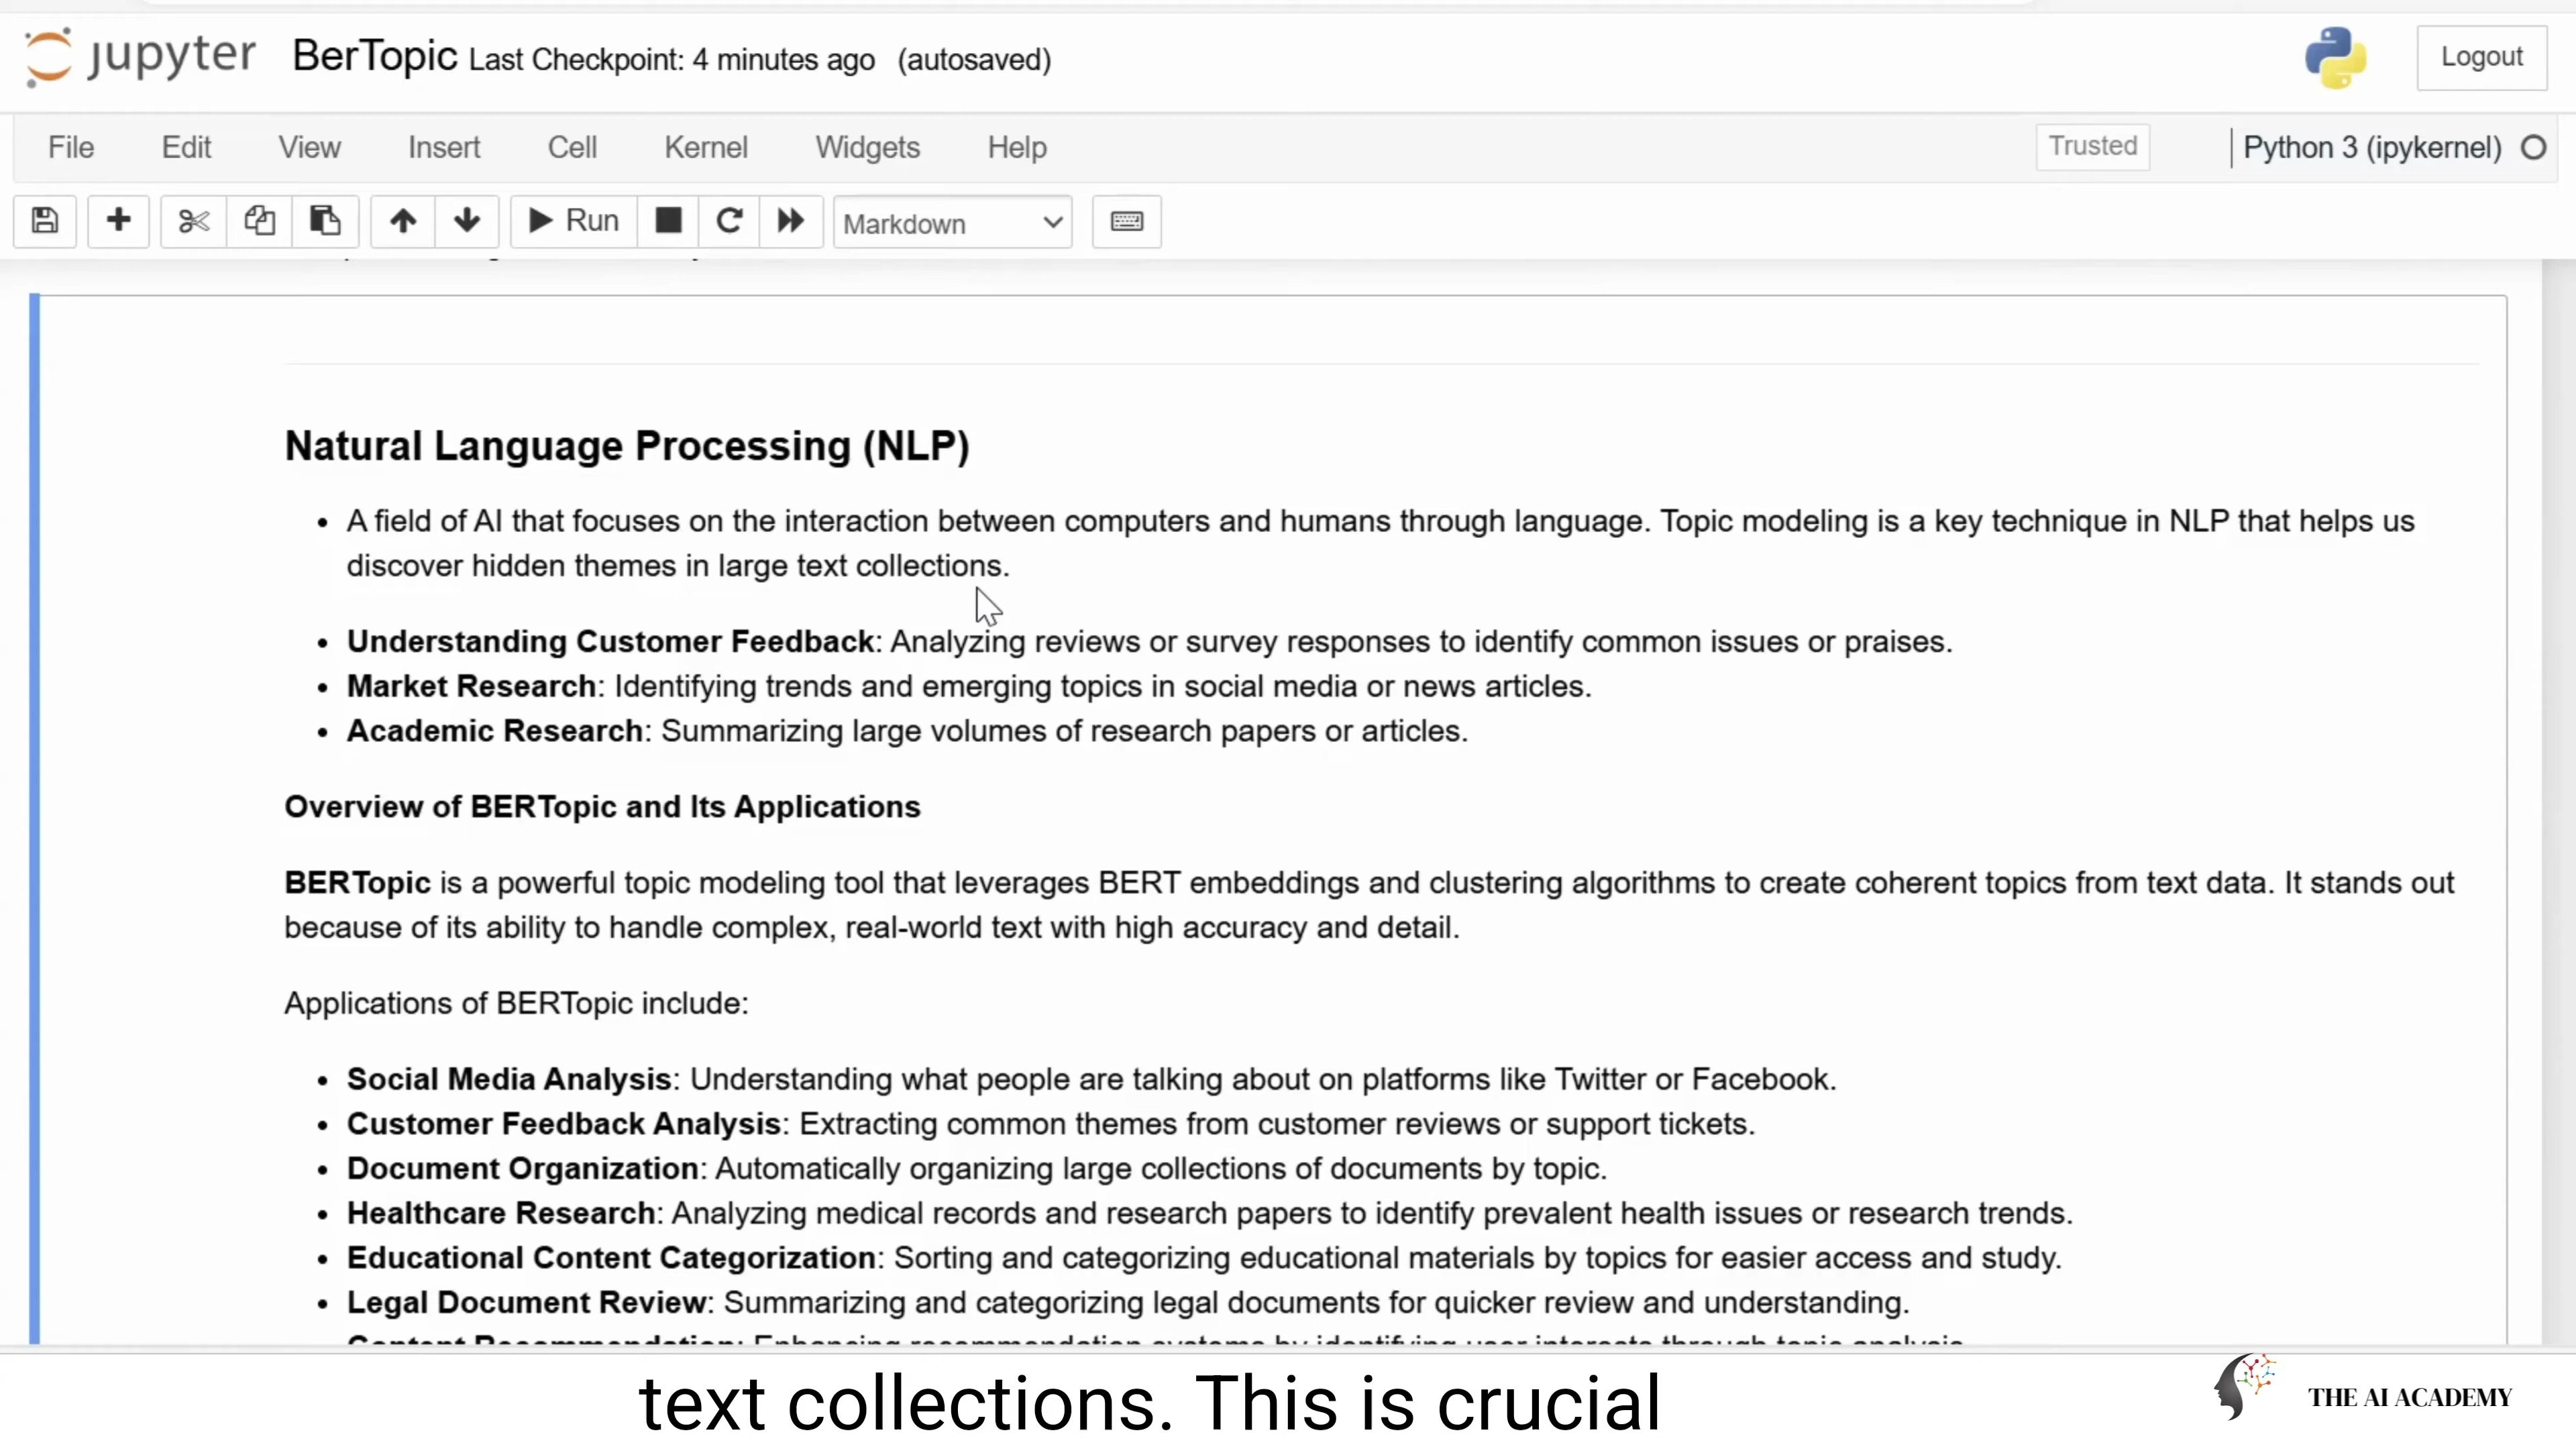 jupyter BerTopic Last Checkpoint: 4 minutes ago (autosaved) Logout
File Edit View Insert Cell Kernel Widgets Help Trusted Python 3 (ipykernel)
Run Markdown
Natural Language Processing (NLP)
• A field of AI that focuses on the interaction between computers and humans through language. Topic modeling is a key technique in NLP that helps us
discover hidden themes in large text collections.
• Understanding Customer Feedback: Analyzing reviews or survey responses to identify common issues or praises.
• Market Research: Identifying trends and emerging topics in social media or news articles.
• Academic Research: Summarizing large volumes of research papers or articles.
Overview of BERTopic and Its Applications
BERTopic is a powerful topic modeling tool that leverages BERT embeddings and clustering algorithms to create coherent topics from text data. It stands out
because of its ability to handle complex, real-world text with high accuracy and detail.
Applications of BERTopic include:
• Social Media Analysis: Understanding what people are talking about on platforms like Twitter or Facebook.
• Customer Feedback Analysis: Extracting common themes from customer reviews or support tickets.
• Document Organization: Automatically organizing large collections of documents by topic.
• Healthcare Research: Analyzing medical records and research papers to identify prevalent health issues or research trends.
• Educational Content Categorization: Sorting and categorizing educational materials by topics for easier access and study.
• Legal Document Review: Summarizing and categorizing legal documents for quicker review and understanding.
Content Recommendation: Enhancing recommendation systems by identifying user interests through topic analysis
text collections. This is crucial
THE AI ACADEMY